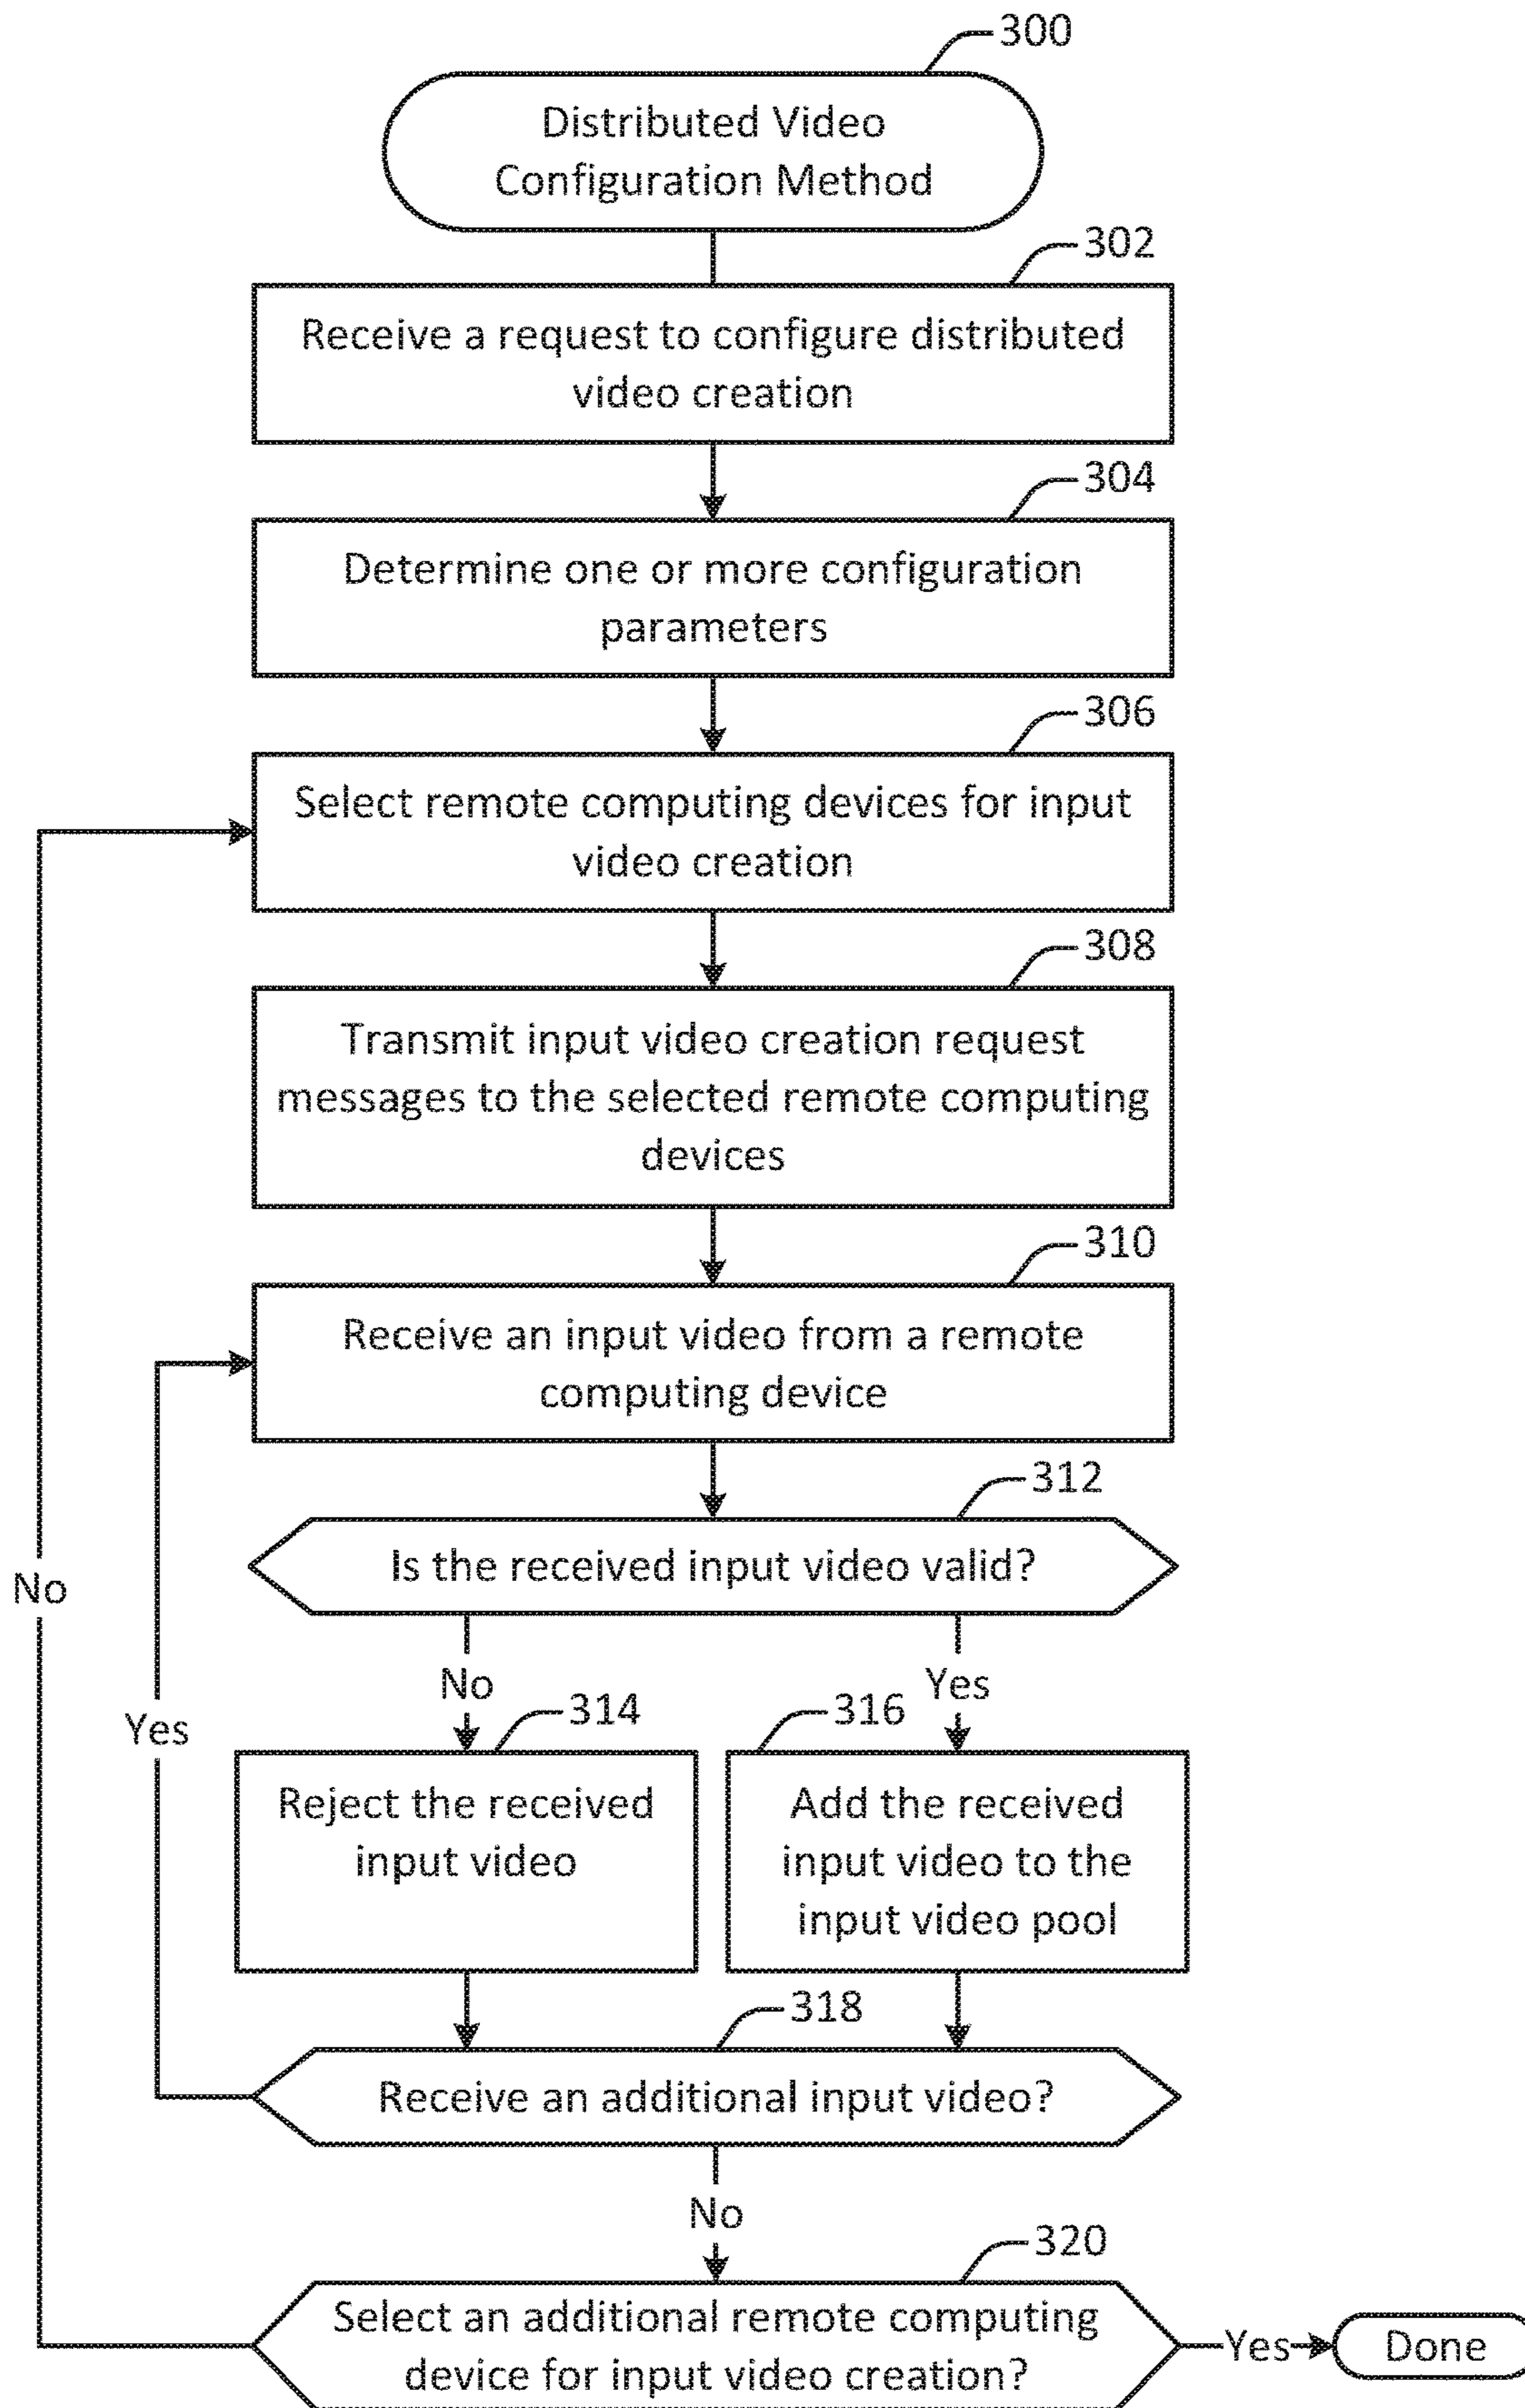 300
Distributed Video
Configuration Method
302
Receive a request to configure distributed
video creation
304
Determine one or more configuration
parameters
306
Select remote computing devices for input
video creation
308
Transmit input video creation request
messages to the selected remote computing
devices
310
Receive an input video from a remote
computing device
312
Is the received input video valid?
No
No
Yes
Yes
314
316
Reject the received
input video
Add the received
input video to the
input video pool
318
Receive an additional input video?
No
320
Select an additional remote computing
device for input video creation?
Yes
Done